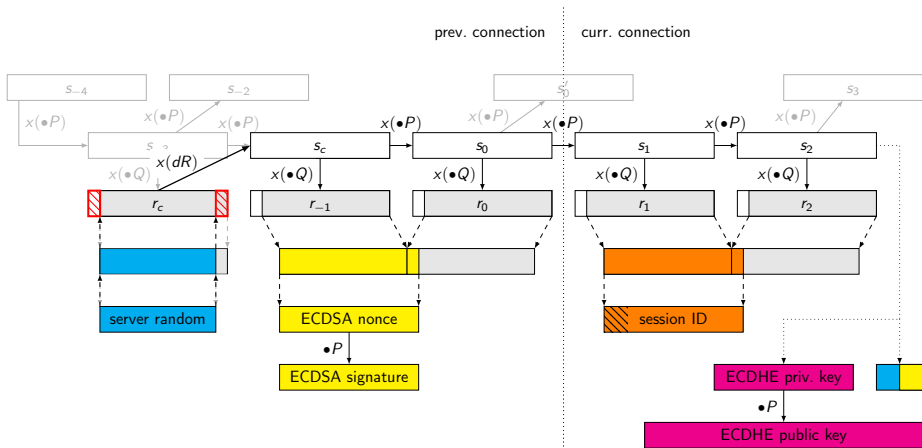 prev. connection
curr. connection
s₋₄
s₋₂
s′₀
s₃
x(•P)
x(•P)
x(•P)
x(•P)
x(•P)
x(•P)
x(•P)
x(•P)
s_c
s₀
s₁
s₂
x(dR)
x(•Q)
x(•Q)
x(•Q)
x(•Q)
x(•Q)
r_c
r₋₁
r₀
r₁
r₂
server random
ECDSA nonce
session ID
•P
ECDSA signature
ECDHE priv. key
•P
ECDHE public key